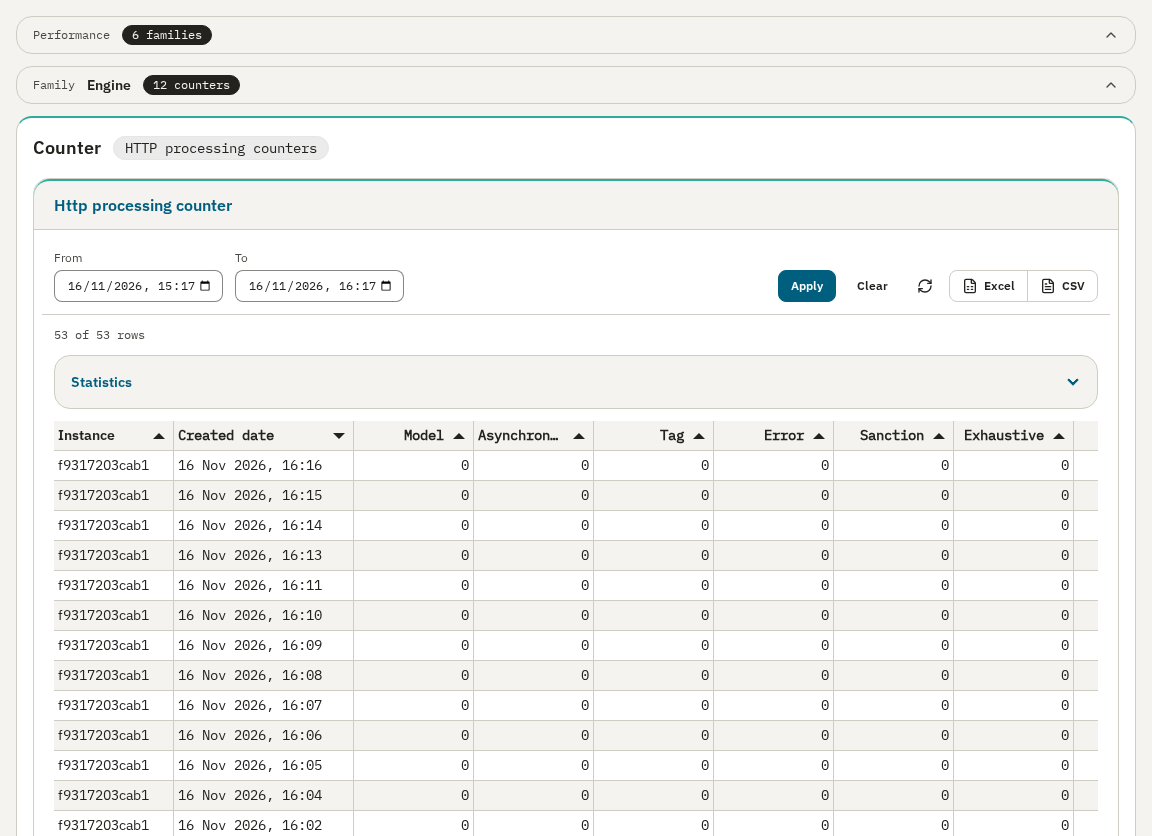 Performance 6 families
Family Engine 12 counters
Counter HTTP processing counters
Http processing counter
From To
16/11/2026, 15:17 16/11/2026, 16:17 Apply Clear Excel CSV
53 of 53 rows
Statistics
Instance Created date Model Asynchron… Tag Error Sanction Exhaustive
f9317203cab1 16 Nov 2026, 16:16 0 0 0 0 0 0
f9317203cab1 16 Nov 2026, 16:15 0 0 0 0 0 0
f9317203cab1 16 Nov 2026, 16:14 0 0 0 0 0 0
f9317203cab1 16 Nov 2026, 16:13 0 0 0 0 0 0
f9317203cab1 16 Nov 2026, 16:11 0 0 0 0 0 0
f9317203cab1 16 Nov 2026, 16:10 0 0 0 0 0 0
f9317203cab1 16 Nov 2026, 16:09 0 0 0 0 0 0
f9317203cab1 16 Nov 2026, 16:08 0 0 0 0 0 0
f9317203cab1 16 Nov 2026, 16:07 0 0 0 0 0 0
f9317203cab1 16 Nov 2026, 16:06 0 0 0 0 0 0
f9317203cab1 16 Nov 2026, 16:05 0 0 0 0 0 0
f9317203cab1 16 Nov 2026, 16:04 0 0 0 0 0 0
f9317203cab1 16 Nov 2026, 16:02 0 0 0 0 0 0